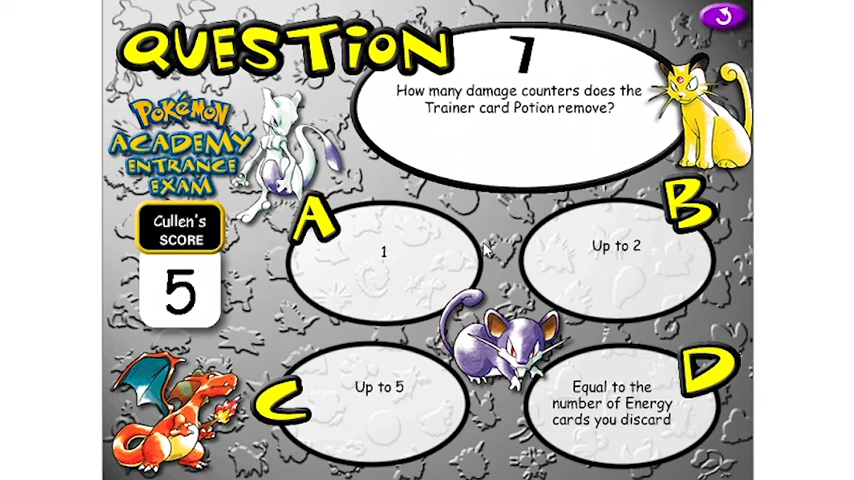 QUESTION
7
How many damage counters does the
Trainer card Potion remove?
POKéMON
ACADEMY
ENTRANCE
EXAM
Cullen's
SCORE
5
A
1
B
Up to 2
C
Up to 5
D
Equal to the
number of Energy
cards you discard